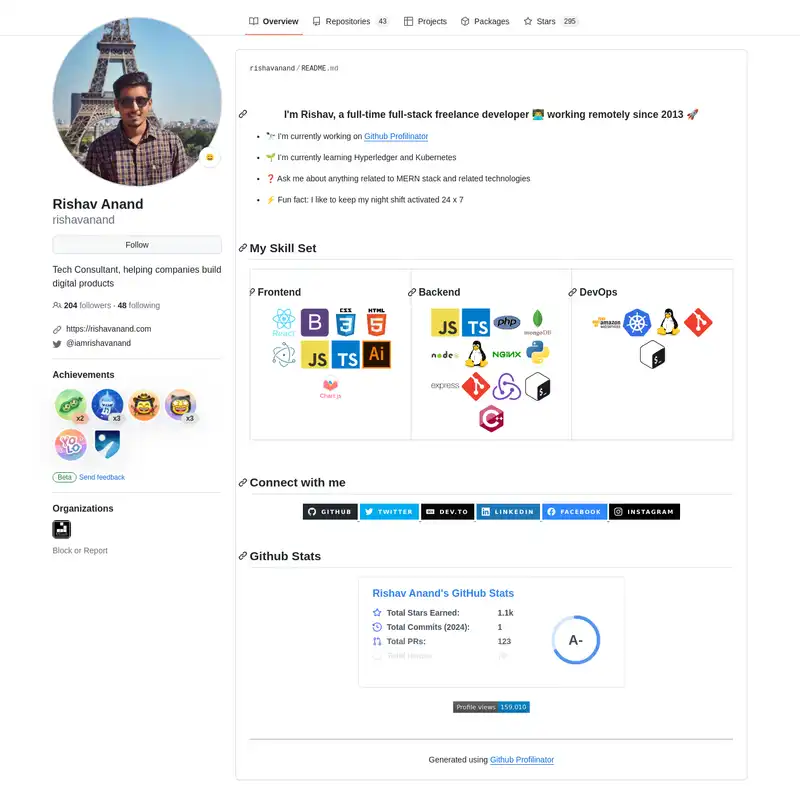 Overview
Repositories 43
Projects
Packages
Stars 295
Rishav Anand
rishavanand
Follow
Tech Consultant, helping companies build
digital products
204 followers · 48 following
https://rishavanand.com
@iamrishavanand
Achievements
x2
x3
x3
YOLO
Beta Send feedback
Organizations
Block or Report
rishavanand/README.md
I'm Rishav, a full-time full-stack freelance developer 👨‍💻 working remotely since 2013 🚀
🔭 I'm currently working on Github Profilinator
🌱 I'm currently learning Hyperledger and Kubernetes
❓ Ask me about anything related to MERN stack and related technologies
⚡ Fun fact: I like to keep my night shift activated 24 x 7
My Skill Set
Frontend
React B CSS 3 HTML 5
JS TS Ai
Chart.js
Backend
JS TS php mongoDB
node NGINX
express
C
DevOps
amazon
Connect with me
GITHUB TWITTER DEV.TO LINKEDIN FACEBOOK INSTAGRAM
Github Stats
Rishav Anand's GitHub Stats
Total Stars Earned: 1.1k
Total Commits (2024): 1
Total PRs: 123
A-
Profile views 159,010
Generated using Github Profilinator